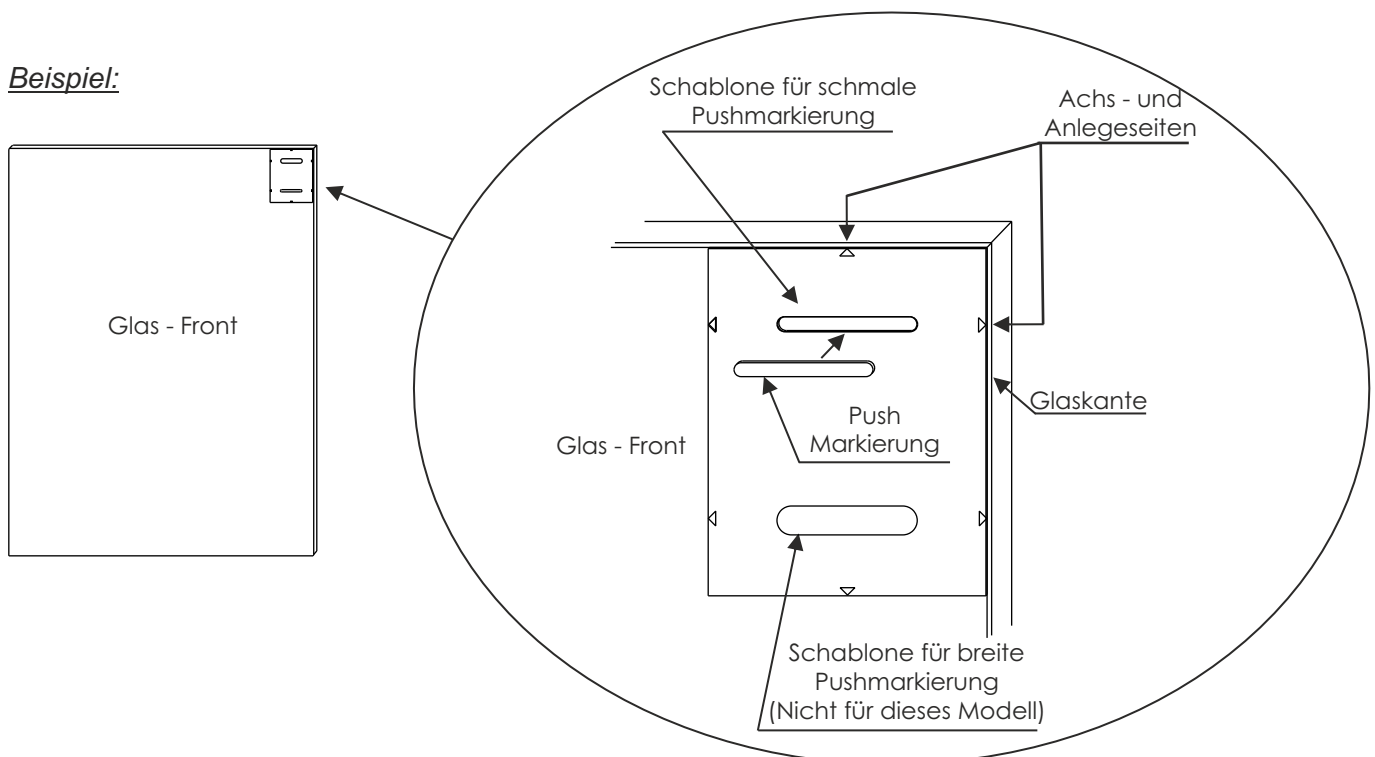 Beispiel:
Schablone für schmale
Pushmarkierung
Achs - und
Anlegeseiten
Glas - Front
Glaskante
Push
Markierung
Glas - Front
Schablone für breite
Pushmarkierung
(Nicht für dieses Modell)